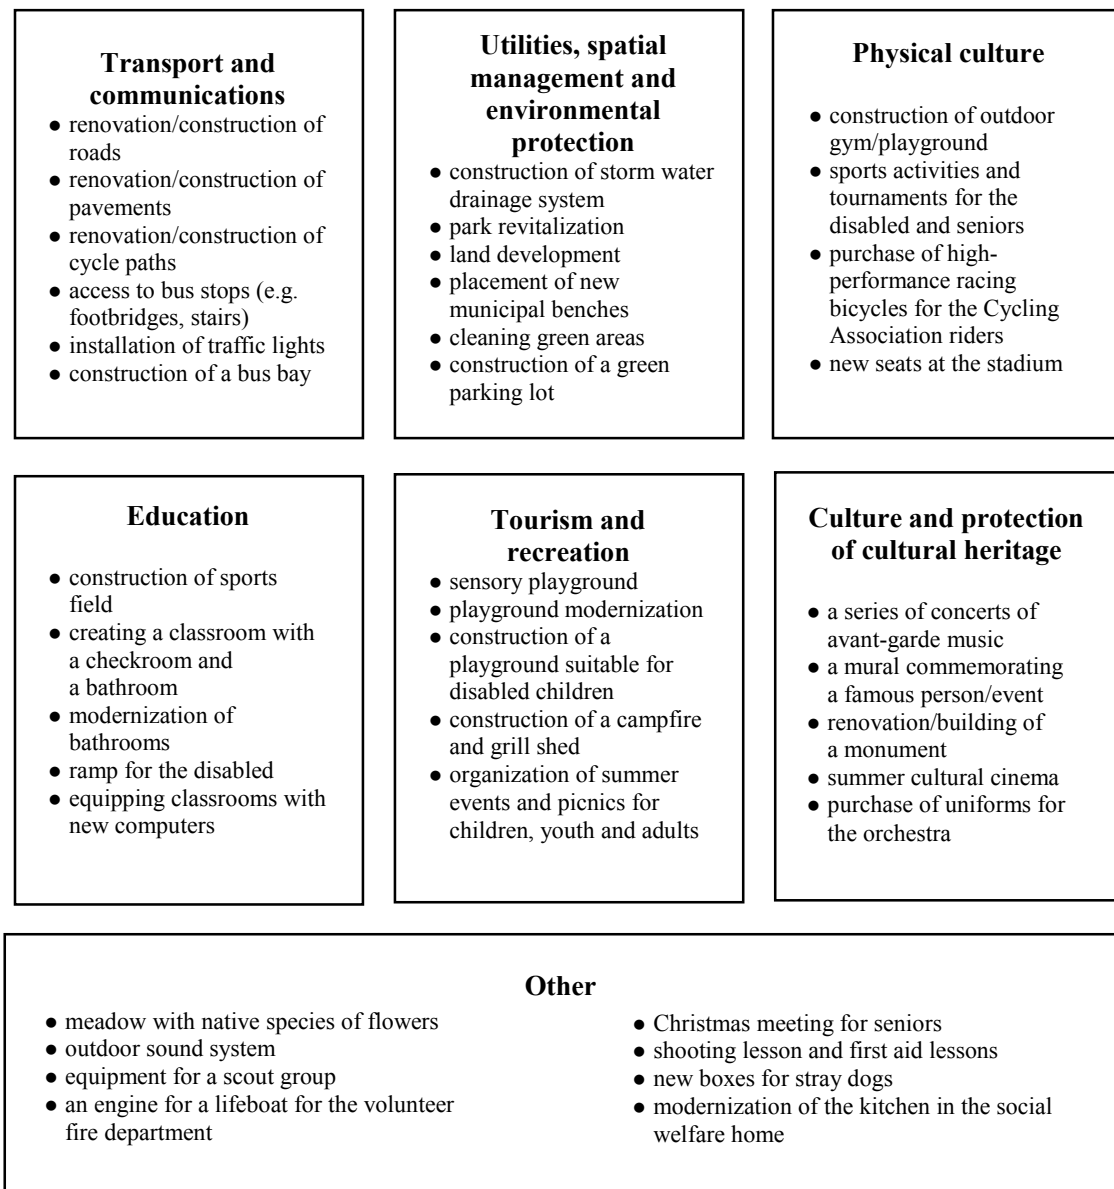 Transport and
communications
● renovation/construction of
roads
● renovation/construction of
pavements
● renovation/construction of
cycle paths
● access to bus stops (e.g.
footbridges, stairs)
● installation of traffic lights
● construction of a bus bay
Utilities, spatial
management and
environmental
protection
● construction of storm water
drainage system
● park revitalization
● land development
● placement of new
municipal benches
● cleaning green areas
● construction of a green
parking lot
Physical culture
● construction of outdoor
gym/playground
● sports activities and
tournaments for the
disabled and seniors
● purchase of high-
performance racing
bicycles for the Cycling
Association riders
● new seats at the stadium
Education
● construction of sports
field
● creating a classroom with
a checkroom and
a bathroom
● modernization of
bathrooms
● ramp for the disabled
● equipping classrooms with
new computers
Tourism and
recreation
● sensory playground
● playground modernization
● construction of a
playground suitable for
disabled children
● construction of a campfire
and grill shed
● organization of summer
events and picnics for
children, youth and adults
Culture and protection
of cultural heritage
● a series of concerts of
avant-garde music
● a mural commemorating
a famous person/event
● renovation/building of
a monument
● summer cultural cinema
● purchase of uniforms for
the orchestra
Other
● meadow with native species of flowers
● outdoor sound system
● equipment for a scout group
● an engine for a lifeboat for the volunteer
fire department
● Christmas meeting for seniors
● shooting lesson and first aid lessons
● new boxes for stray dogs
● modernization of the kitchen in the social
welfare home